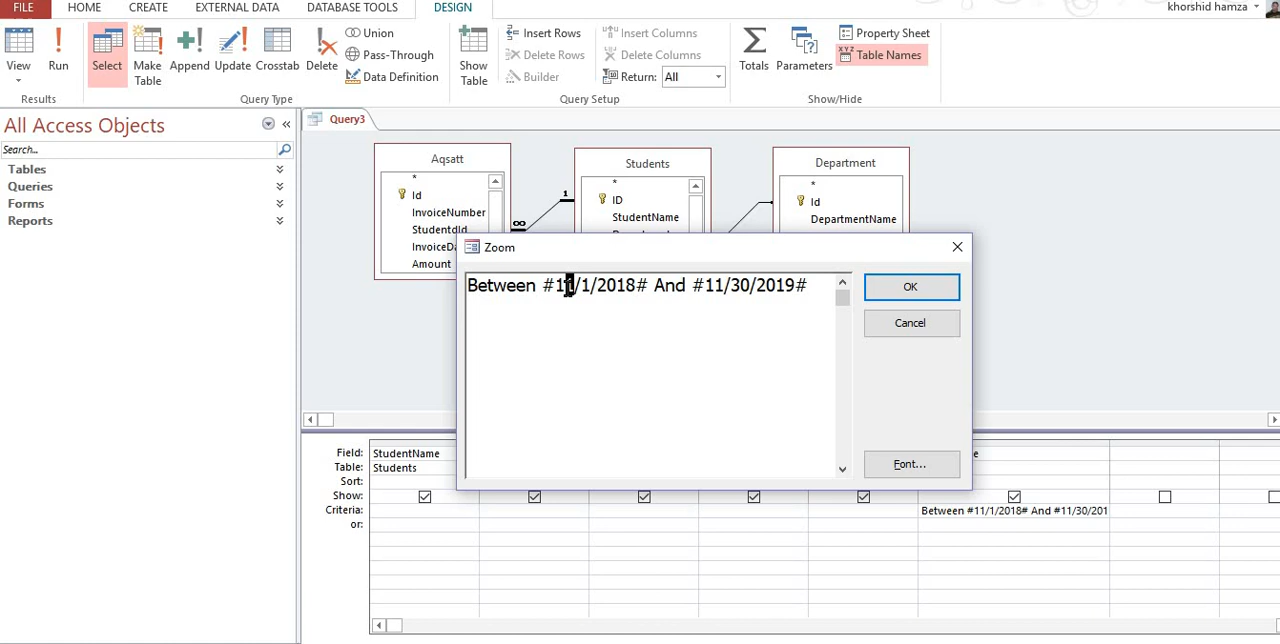 FILE HOME CREATE EXTERNAL DATA DATABASE TOOLS DESIGN khorshid hamza
View Run Select Make Table Append Update Crosstab Delete
Union
Pass-Through
Data Definition
Show Table
Insert Rows
Delete Rows
Builder
Insert Columns
Delete Columns
Return: All
Totals Parameters
Property Sheet
XYZ Table Names
Results Query Type Query Setup Show/Hide
All Access Objects
Search...
Tables
Queries
Forms
Reports
Query3
Aqsatt
*
Id
InvoiceNumber
StudentId
InvoiceDa
Amount
∞ 1
Students
*
ID
StudentName
Department
*
Id
DepartmentName
Zoom
Between #11/1/2018# And #11/30/2019#
OK
Cancel
Font...
Field: StudentName e
Table: Students
Sort:
Show:
Criteria: Between #11/1/2018# And #11/30/201
or: